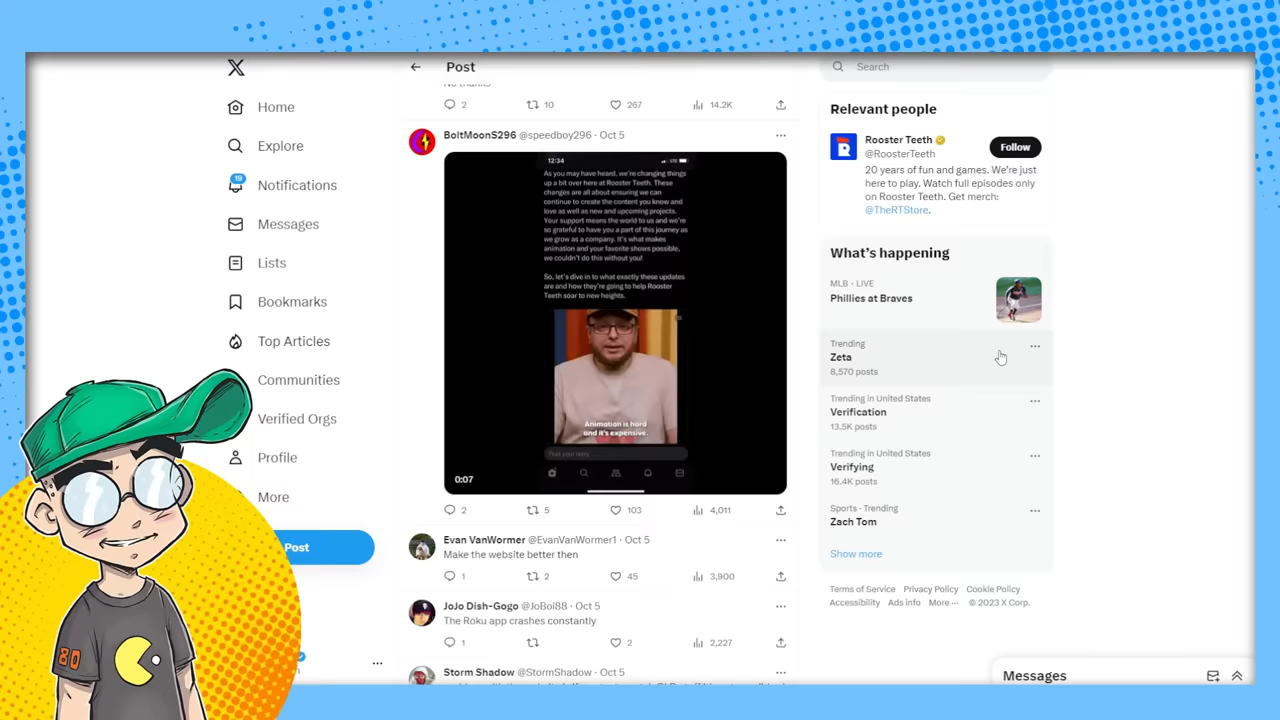 Home
Explore
19
Notifications
Messages
Lists
Bookmarks
Top Articles
Communities
Verified Orgs
Profile
More
Post
80
Post
2
10
267
14.2K
BoltMoonS296 @speedboy296 · Oct 5
12:34
LTE
As you may have heard, we're changing things
up a bit over here at Rooster Teeth. These
changes are all about ensuring we can
continue to create the content you know and
love as well as new and upcoming projects.
Your support means the world to us and we're
so grateful to have you a part of this journey
as we grow as a company. It's what makes
animation and your favorite shows possible,
we couldn't do this without you!
So, let's dive in to what exactly these updates
are and how they're going to help Rooster
Teeth soar to new heights.
Animation is hard
and it's expensive.
Post your reply
0:07
2
5
103
4,011
Evan VanWormer @EvanVanWormer1 · Oct 5
Make the website better then
1
2
45
3,900
JoJo Dish-Gogo @JoBoi88 · Oct 5
The Roku app crashes constantly
1
2
2,227
Storm Shadow @StormShadow · Oct 5
Search
Relevant people
Rooster Teeth
@RoosterTeeth
Follow
20 years of fun and games. We're just
here to play. Watch full episodes only
on Rooster Teeth. Get merch:
@TheRTStore.
What's happening
MLB · LIVE
Phillies at Braves
Trending
Zeta
8,570 posts
Trending in United States
Verification
13.5K posts
Trending in United States
Verifying
16.4K posts
Sports · Trending
Zach Tom
Show more
Terms of Service Privacy Policy Cookie Policy
Accessibility Ads info More ··· © 2023 X Corp.
Messages